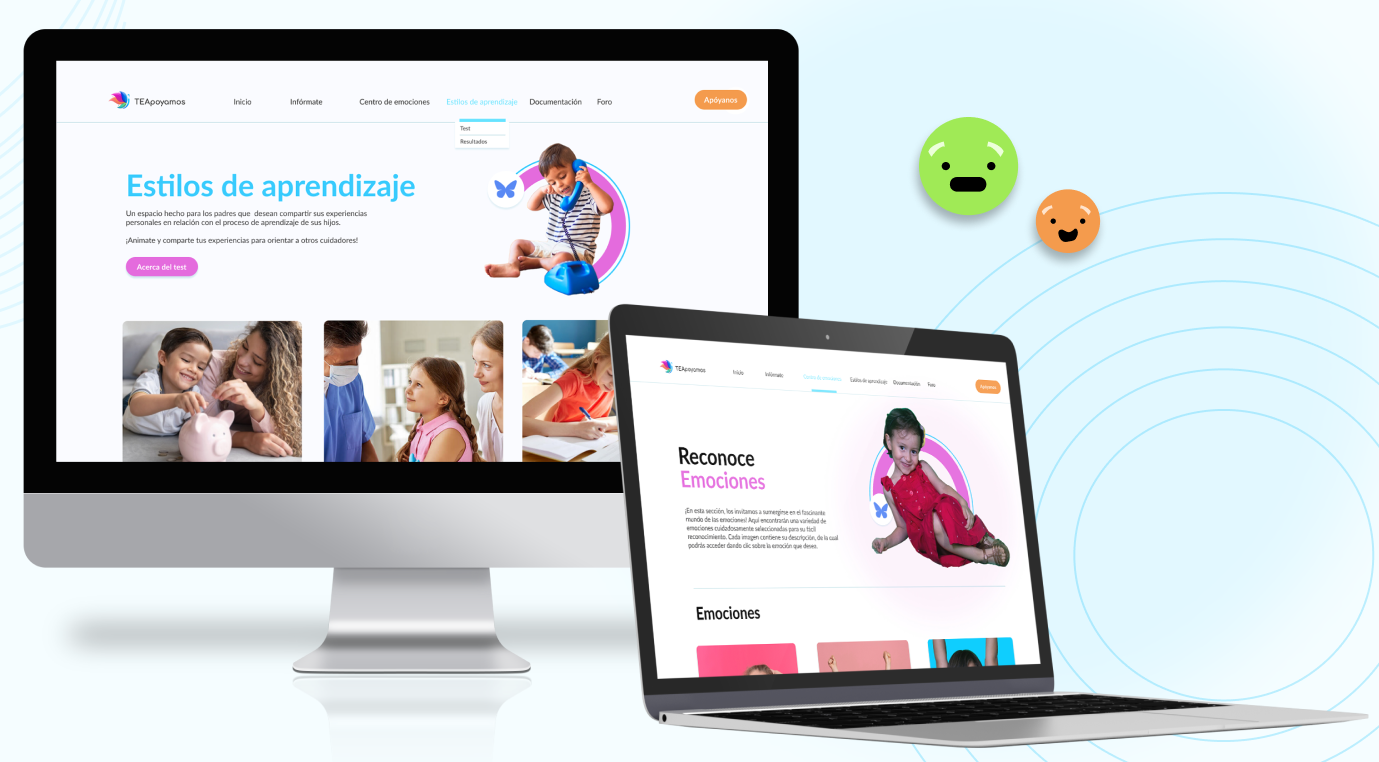 TEApoyamos
Inicio
Infórmate
Centro de emociones
Estilos de aprendizaje
Documentación
Foro
Apóyanos
Test
Resultados
Estilos de aprendizaje
Un espacio hecho para los padres que desean compartir sus experiencias
personales en relación con el proceso de aprendizaje de sus hijos.
¡Anímate y comparte tus experiencias para orientar a otros cuidadores!
Acerca del test
TEApoyamos
Inicio
Infórmate
Centro de emociones
Estilos de aprendizaje
Documentación
Foro
Apóyanos
Reconoce
Emociones
¡En esta sección, los invitamos a sumergirse en el fascinante
mundo de las emociones! Aquí encontrarán una variedad de
emociones cuidadosamente seleccionadas para su fácil
reconocimiento. Cada imagen contiene su descripción, de la cual
podrás acceder dando clic sobre la emoción que desee.
Emociones